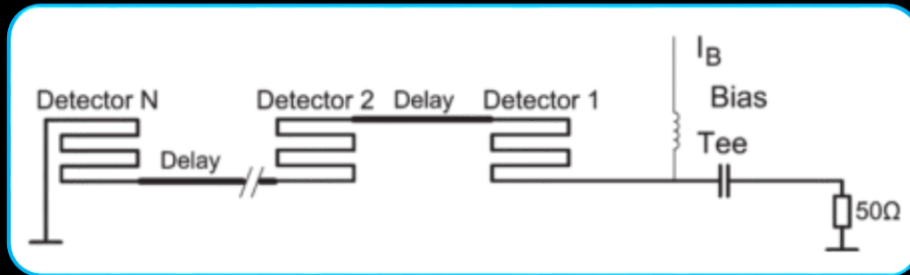 I_B
Detector N
Detector 2
Delay
Detector 1
Bias
Tee
Delay
50Ω